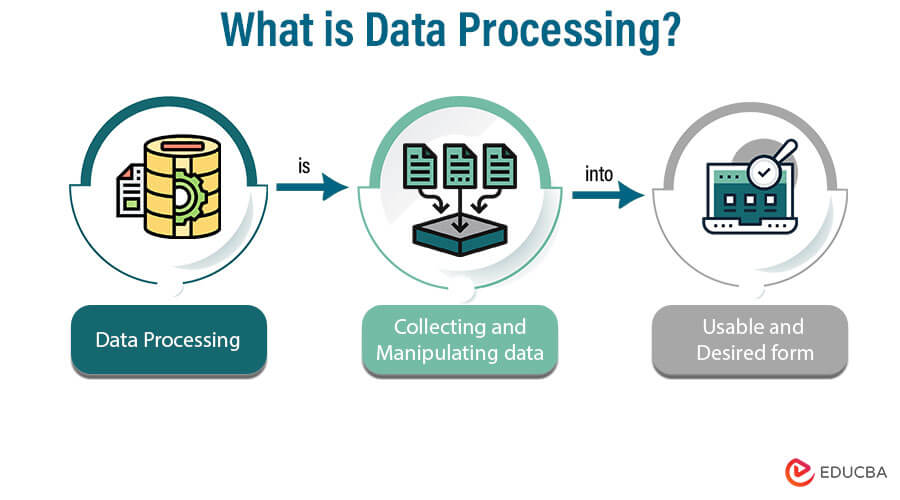 What is Data Processing?
is
into
Data Processing
Collecting and
Manipulating data
Usable and
Desired form
EDUCBA